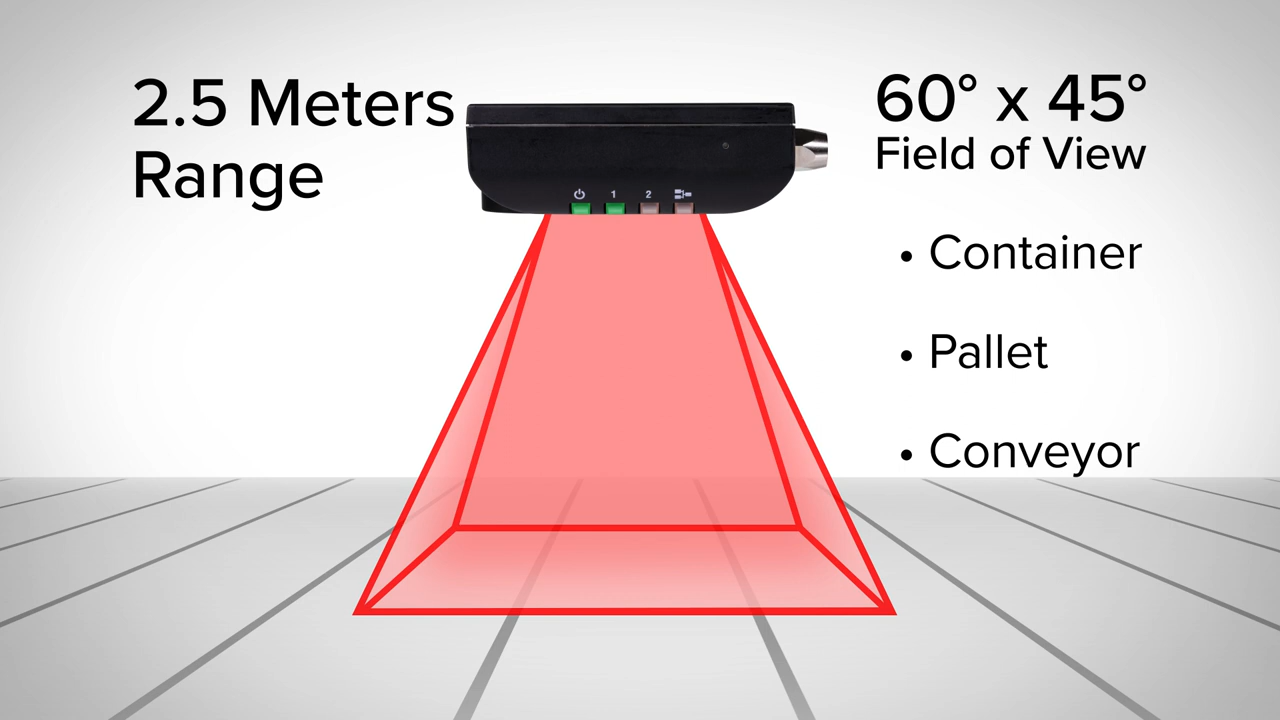 2.5 Meters
Range
60° x 45°
Field of View
• Container
• Pallet
• Conveyor
1
2